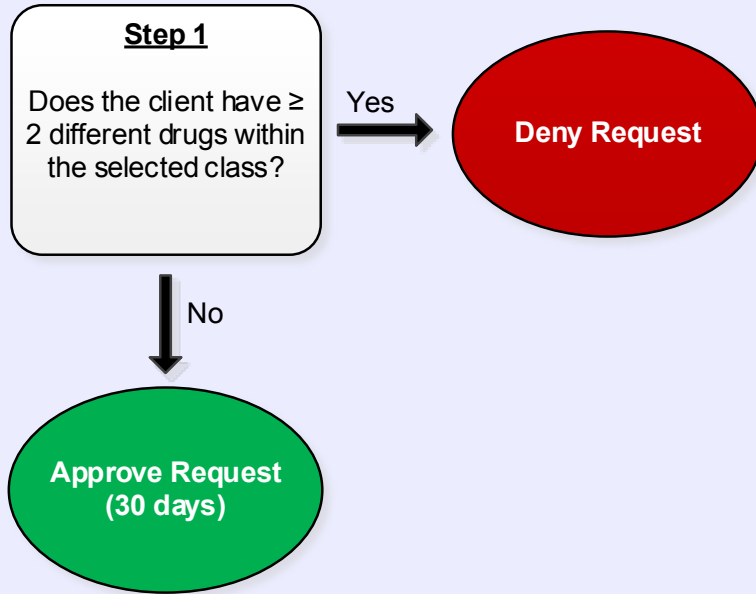 Step 1
Does the client have ≥
2 different drugs within
the selected class?
Yes
Deny Request
No
Approve Request
(30 days)